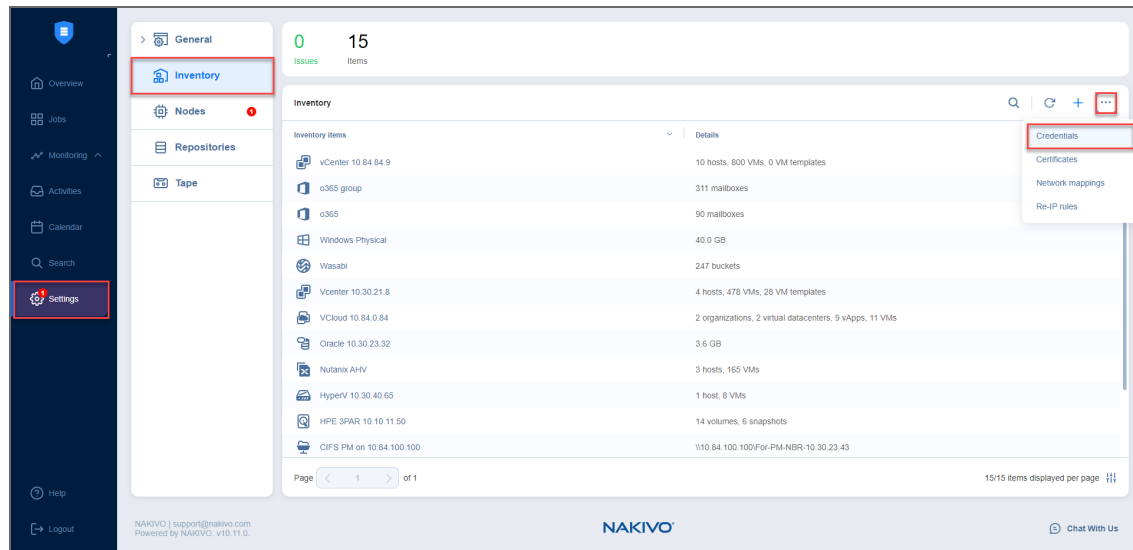 Overview
Jobs
Monitoring
Activities
Calendar
Search
1
Settings
Help
Logout
General
Inventory
Nodes 1
Repositories
Tape
0 15
Issues Items
Inventory
Inventory items Details
vCenter 10.84.84.9 10 hosts, 800 VMs, 0 VM templates
o365 group 311 mailboxes
o365 90 mailboxes
Windows Physical 40.0 GB
Wasabi 247 buckets
Vcenter 10.30.21.8 4 hosts, 478 VMs, 28 VM templates
VCloud 10.84.0.84 2 organizations, 2 virtual datacenters, 9 vApps, 11 VMs
Oracle 10.30.23.32 3.6 GB
Nutanix AHV 3 hosts, 165 VMs
HyperV 10.30.40.65 1 host, 8 VMs
HPE 3PAR 10.10.11.50 14 volumes, 6 snapshots
CIFS PM on 10.84.100.100 \\10.84.100.100\For-PM-NBR-10.30.23.43
Credentials
Certificates
Network mappings
Re-IP rules
Page 1 of 1 15/15 items displayed per page
NAKIVO | support@nakivo.com
Powered by NAKIVO. v10.11.0.
NAKIVO®
Chat With Us